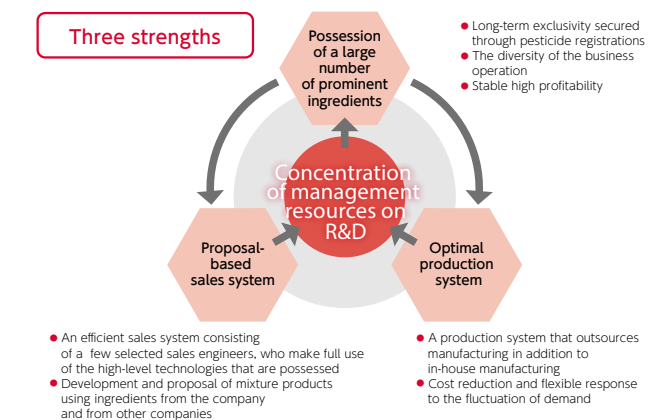 Three strengths
Possession
of a large
number
of prominent
ingredients
● Long-term exclusivity secured
through pesticide registrations
● The diversity of the business
operation
● Stable high profitability
Concentration
of management
resources on
R&D
Proposal-
based
sales system
Optimal
production
system
● An efficient sales system consisting
of a few selected sales engineers, who make full use
of the high-level technologies that are possessed
● Development and proposal of mixture products
using ingredients from the company
and from other companies
● A production system that outsources
manufacturing in addition to
in-house manufacturing
● Cost reduction and flexible response
to the fluctuation of demand